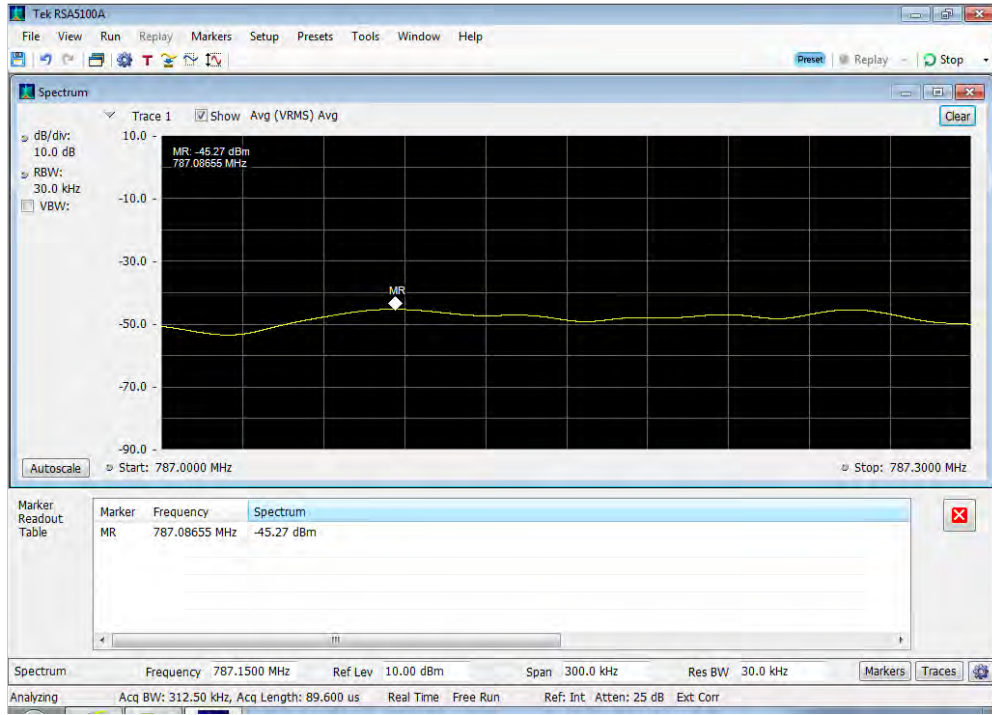 Tek RSA5100A
File View Run Replay Markers Setup Presets Tools Window Help
T Preset Replay Stop
Spectrum
Trace 1 Show Avg (VRMS) Avg Clear
dB/div:
10.0 dB
RBW:
30.0 kHz
VBW:
10.0 -
MR: -45.27 dBm
787.08655 MHz
-10.0 -
-30.0 -
MR
-50.0 -
-70.0 -
-90.0 -
Autoscale Start: 787.0000 MHz Stop: 787.3000 MHz
Marker
Readout
Table
Marker Frequency Spectrum
MR 787.08655 MHz -45.27 dBm
Spectrum Frequency 787.1500 MHz Ref Lev 10.00 dBm Span 300.0 kHz Res BW 30.0 kHz Markers Traces
Analyzing Acq BW: 312.50 kHz, Acq Length: 89.600 us Real Time Free Run Ref: Int Atten: 25 dB Ext Corr